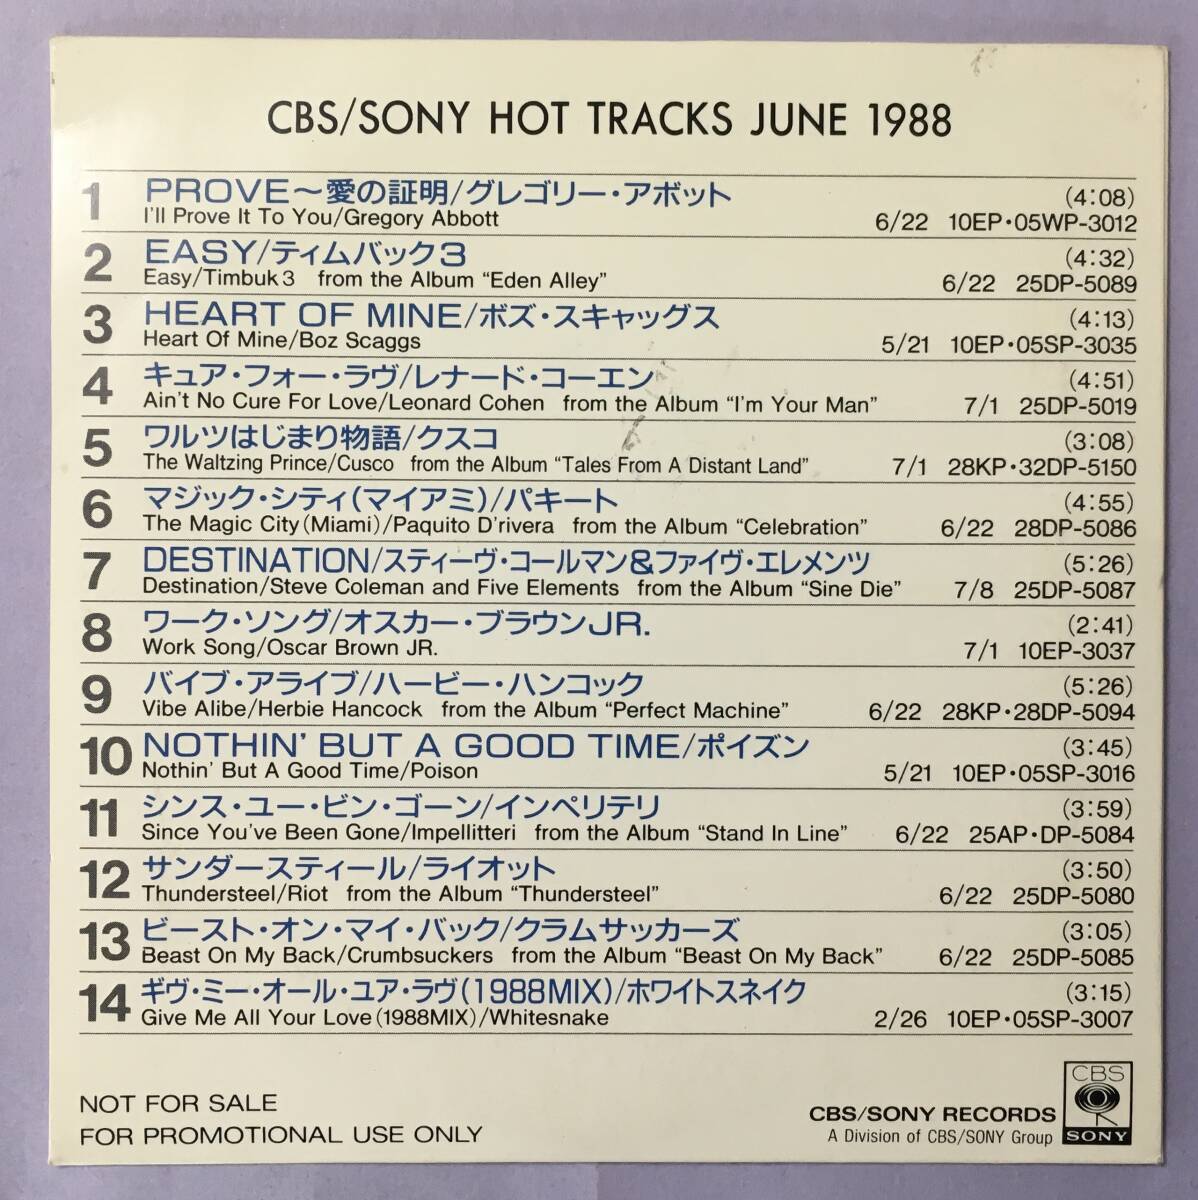 CBS/SONY HOT TRACKS JUNE 1988
1 PROVE～愛の証明/グレゴリー・アボット (4:08)
I'll Prove It To You/Gregory Abbott 6/22 10EP・05WP-3012
2 EASY/ティムバック3 (4:32)
Easy/Timbuk 3 from the Album “Eden Alley” 6/22 25DP-5089
3 HEART OF MINE/ボズ・スキャッグス (4:13)
Heart Of Mine/Boz Scaggs 5/21 10EP・05SP-3035
4 キュア・フォー・ラヴ/レナード・コーエン (4:51)
Ain't No Cure For Love/Leonard Cohen from the Album “I'm Your Man” 7/1 25DP-5019
5 ワルツはじまり物語/クスコ (3:08)
The Waltzing Prince/Cusco from the Album “Tales From A Distant Land” 7/1 28KP・32DP-5150
6 マジック・シティ(マイアミ)/パキート (4:55)
The Magic City(Miami)/Paquito D'rivera from the Album “Celebration” 6/22 28DP-5086
7 DESTINATION/スティーヴ・コールマン&ファイヴ・エレメンツ (5:26)
Destination/Steve Coleman and Five Elements from the Album “Sine Die” 7/8 25DP-5087
8 ワーク・ソング/オスカー・ブラウンJR. (2:41)
Work Song/Oscar Brown JR. 7/1 10EP-3037
9 バイブ・アライブ/ハービー・ハンコック (5:26)
Vibe Alibe/Herbie Hancock from the Album “Perfect Machine” 6/22 28KP・28DP-5094
10 NOTHIN' BUT A GOOD TIME/ポイズン (3:45)
Nothin' But A Good Time/Poison 5/21 10EP・05SP-3016
11 シンス・ユー・ビン・ゴーン/インペリテリ (3:59)
Since You've Been Gone/Impellitteri from the Album “Stand In Line” 6/22 25AP・DP-5084
12 サンダースティール/ライオット (3:50)
Thundersteel/Riot from the Album “Thundersteel” 6/22 25DP-5080
13 ビースト・オン・マイ・バック/クラムサッカーズ (3:05)
Beast On My Back/Crumbsuckers from the Album “Beast On My Back” 6/22 25DP-5085
14 ギヴ・ミー・オール・ユア・ラヴ(1988MIX)/ホワイトスネイク (3:15)
Give Me All Your Love(1988MIX)/Whitesnake 2/26 10EP・05SP-3007
NOT FOR SALE
FOR PROMOTIONAL USE ONLY
CBS/SONY RECORDS
A Division of CBS/SONY Group
CBS
SONY